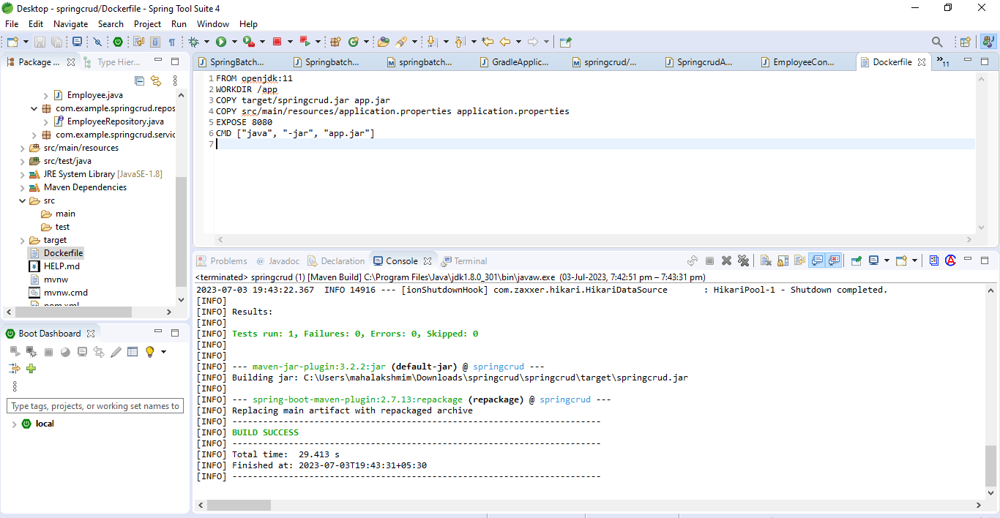 Desktop - springcrud/Dockerfile - Spring Tool Suite 4
File Edit Navigate Search Project Run Window Help
Package ...
Type Hier...
Employee.java
com.example.springcrud.repos
EmployeeRepository.java
com.example.springcrud.servic
src/main/resources
src/test/java
JRE System Library [JavaSE-1.8]
Maven Dependencies
src
main
test
target
Dockerfile
HELP.md
mvnw
mvnw.cmd
pom.xml
Boot Dashboard
Type tags, projects, or working set names to
local
SpringBatch... Springbatch... springbatch... GradleApplic... springcrud/... SpringcrudA... EmployeeCon... Dockerfile 11
1 FROM openjdk:11
2 WORKDIR /app
3 COPY target/springcrud.jar app.jar
4 COPY src/main/resources/application.properties application.properties
5 EXPOSE 8080
6 CMD ["java", "-jar", "app.jar"]
7
Problems @ Javadoc Declaration Console Terminal
<terminated> springcrud (1) [Maven Build] C:\Program Files\Java\jdk1.8.0_301\bin\javaw.exe (03-Jul-2023, 7:42:51 pm – 7:43:31 pm)
2023-07-03 19:43:22.367  INFO 14916 --- [ionShutdownHook] com.zaxxer.hikari.HikariDataSource       : HikariPool-1 - Shutdown completed.
[INFO]
[INFO] Results:
[INFO]
[INFO] Tests run: 1, Failures: 0, Errors: 0, Skipped: 0
[INFO]
[INFO]
[INFO] --- maven-jar-plugin:3.2.2:jar (default-jar) @ springcrud ---
[INFO] Building jar: C:\Users\mahalakshmim\Downloads\springcrud\springcrud\target\springcrud.jar
[INFO]
[INFO] --- spring-boot-maven-plugin:2.7.13:repackage (repackage) @ springcrud ---
[INFO] Replacing main artifact with repackaged archive
[INFO] ------------------------------------------------------------------------
[INFO] BUILD SUCCESS
[INFO] ------------------------------------------------------------------------
[INFO] Total time:  29.413 s
[INFO] Finished at: 2023-07-03T19:43:31+05:30
[INFO] ------------------------------------------------------------------------